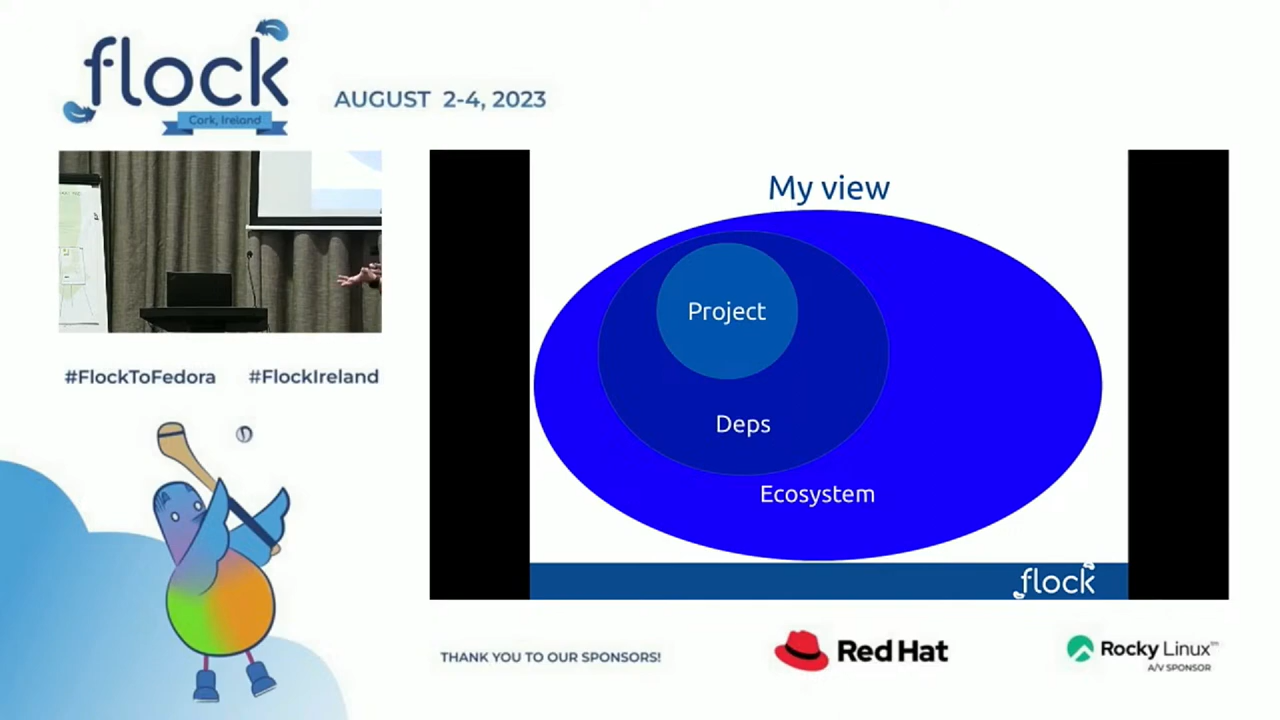 flock
Cork, Ireland
AUGUST 2-4, 2023
My view
Project
Deps
Ecosystem
flock
#FlockToFedora #FlockIreland
THANK YOU TO OUR SPONSORS!
Red Hat
Rocky Linux™
A/V SPONSOR